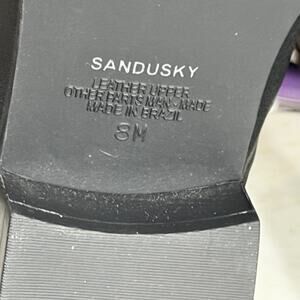 SANDUSKY
LEATHER UPPER
OTHER PARTS MAN-MADE
MADE IN BRAZIL
8M